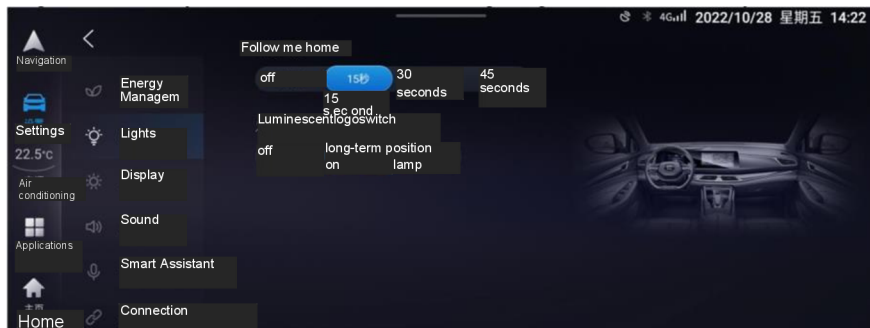 4G 2022/10/28 星期五 14:22
Navigation
Follow me home
off
15秒
30
seconds
45
seconds
15
s ec ond
Energy
Managem
Luminescentlogoswitch
Settings
Lights
off
long-term position
on lamp
22.5°C
Air
conditioning
Display
Sound
Applications
Smart Assistant
Connection
Home